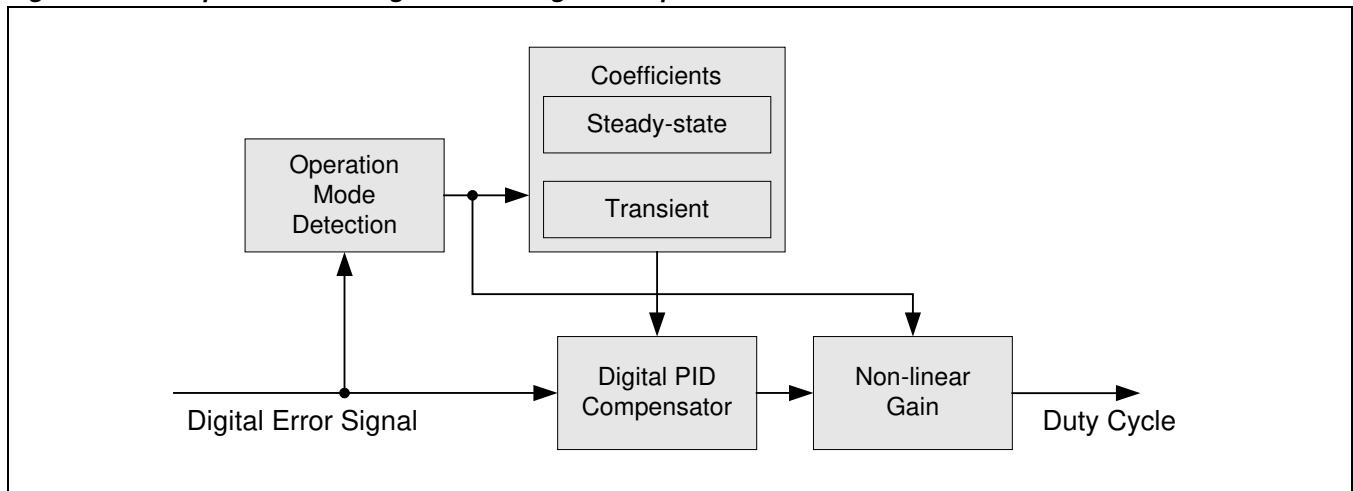 Coefficients
Steady-state
Transient
Operation
Mode
Detection
Digital PID
Compensator
Non-linear
Gain
Digital Error Signal
Duty Cycle